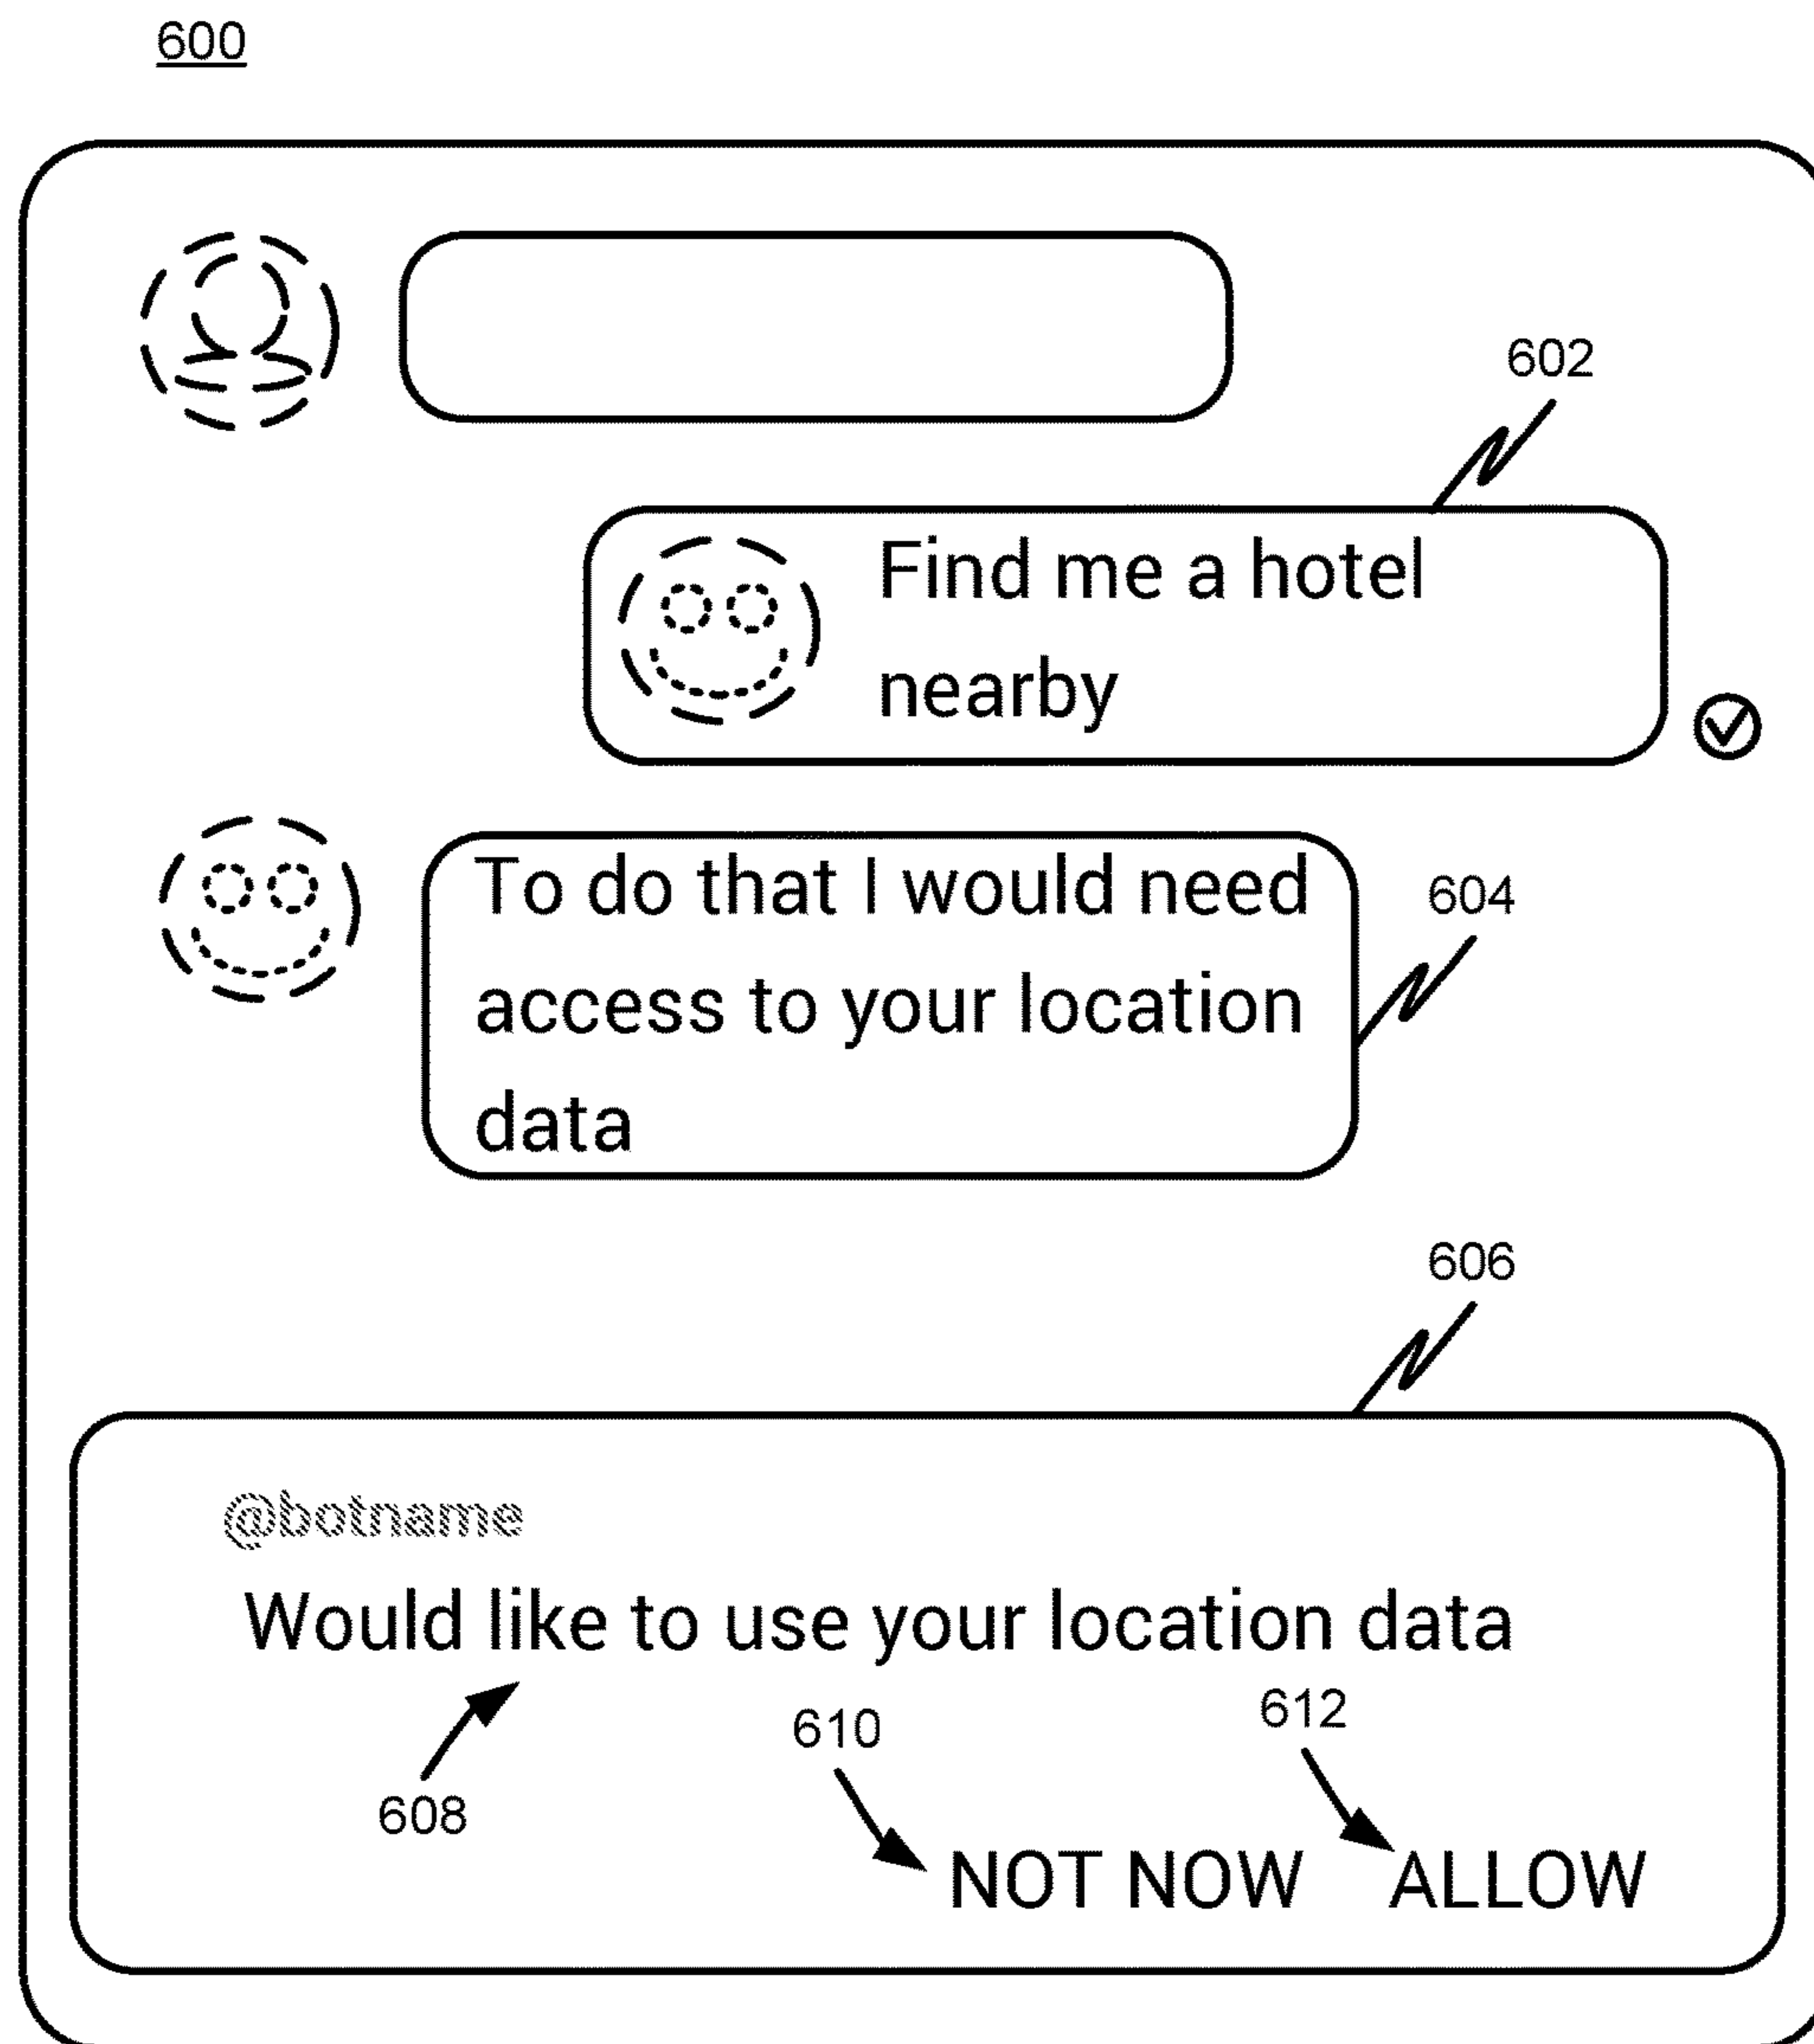 600
602
Find me a hotel
nearby
To do that I would need
604
access to your location
data
606
@botname
Would like to use your location data
612
610
608
NOT NOW ALLOW